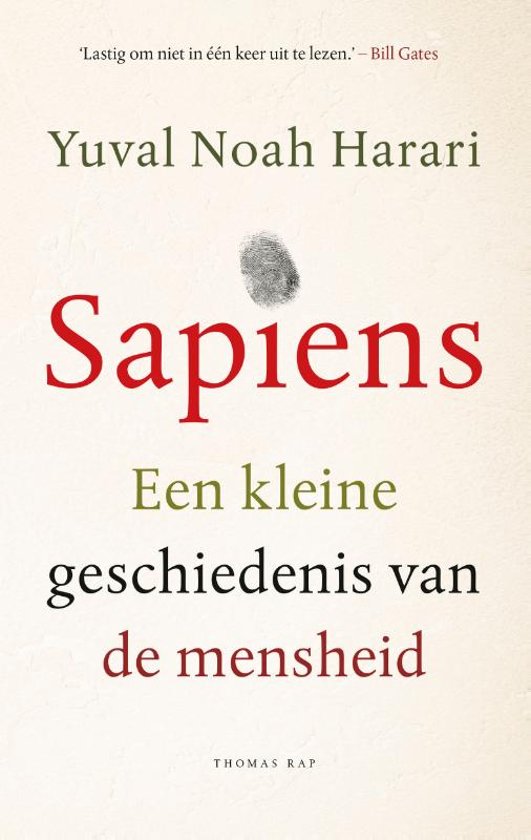 ‘Lastig om niet in één keer uit te lezen.’ – Bill Gates
Yuval Noah Harari
Sapiens
Een kleine
geschiedenis van
de mensheid
THOMAS RAP